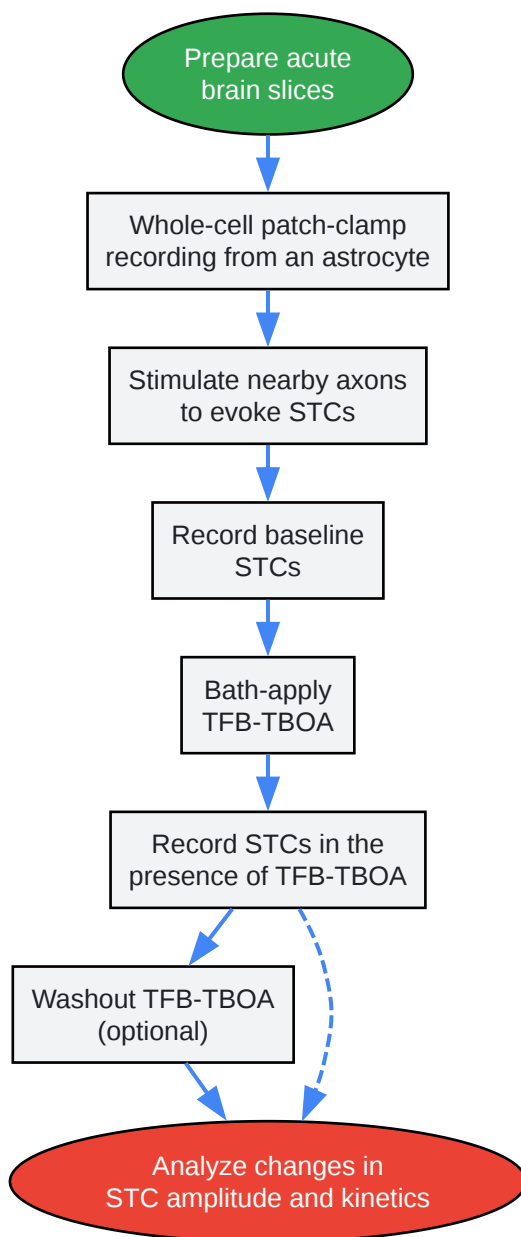 Prepare acute
brain slices
Whole-cell patch-clamp
recording from an astrocyte
Stimulate nearby axons
to evoke STCs
Record baseline
STCs
Bath-apply
TFB-TBOA
Record STCs in the
presence of TFB-TBOA
Washout TFB-TBOA
(optional)
Analyze changes in
STC amplitude and kinetics